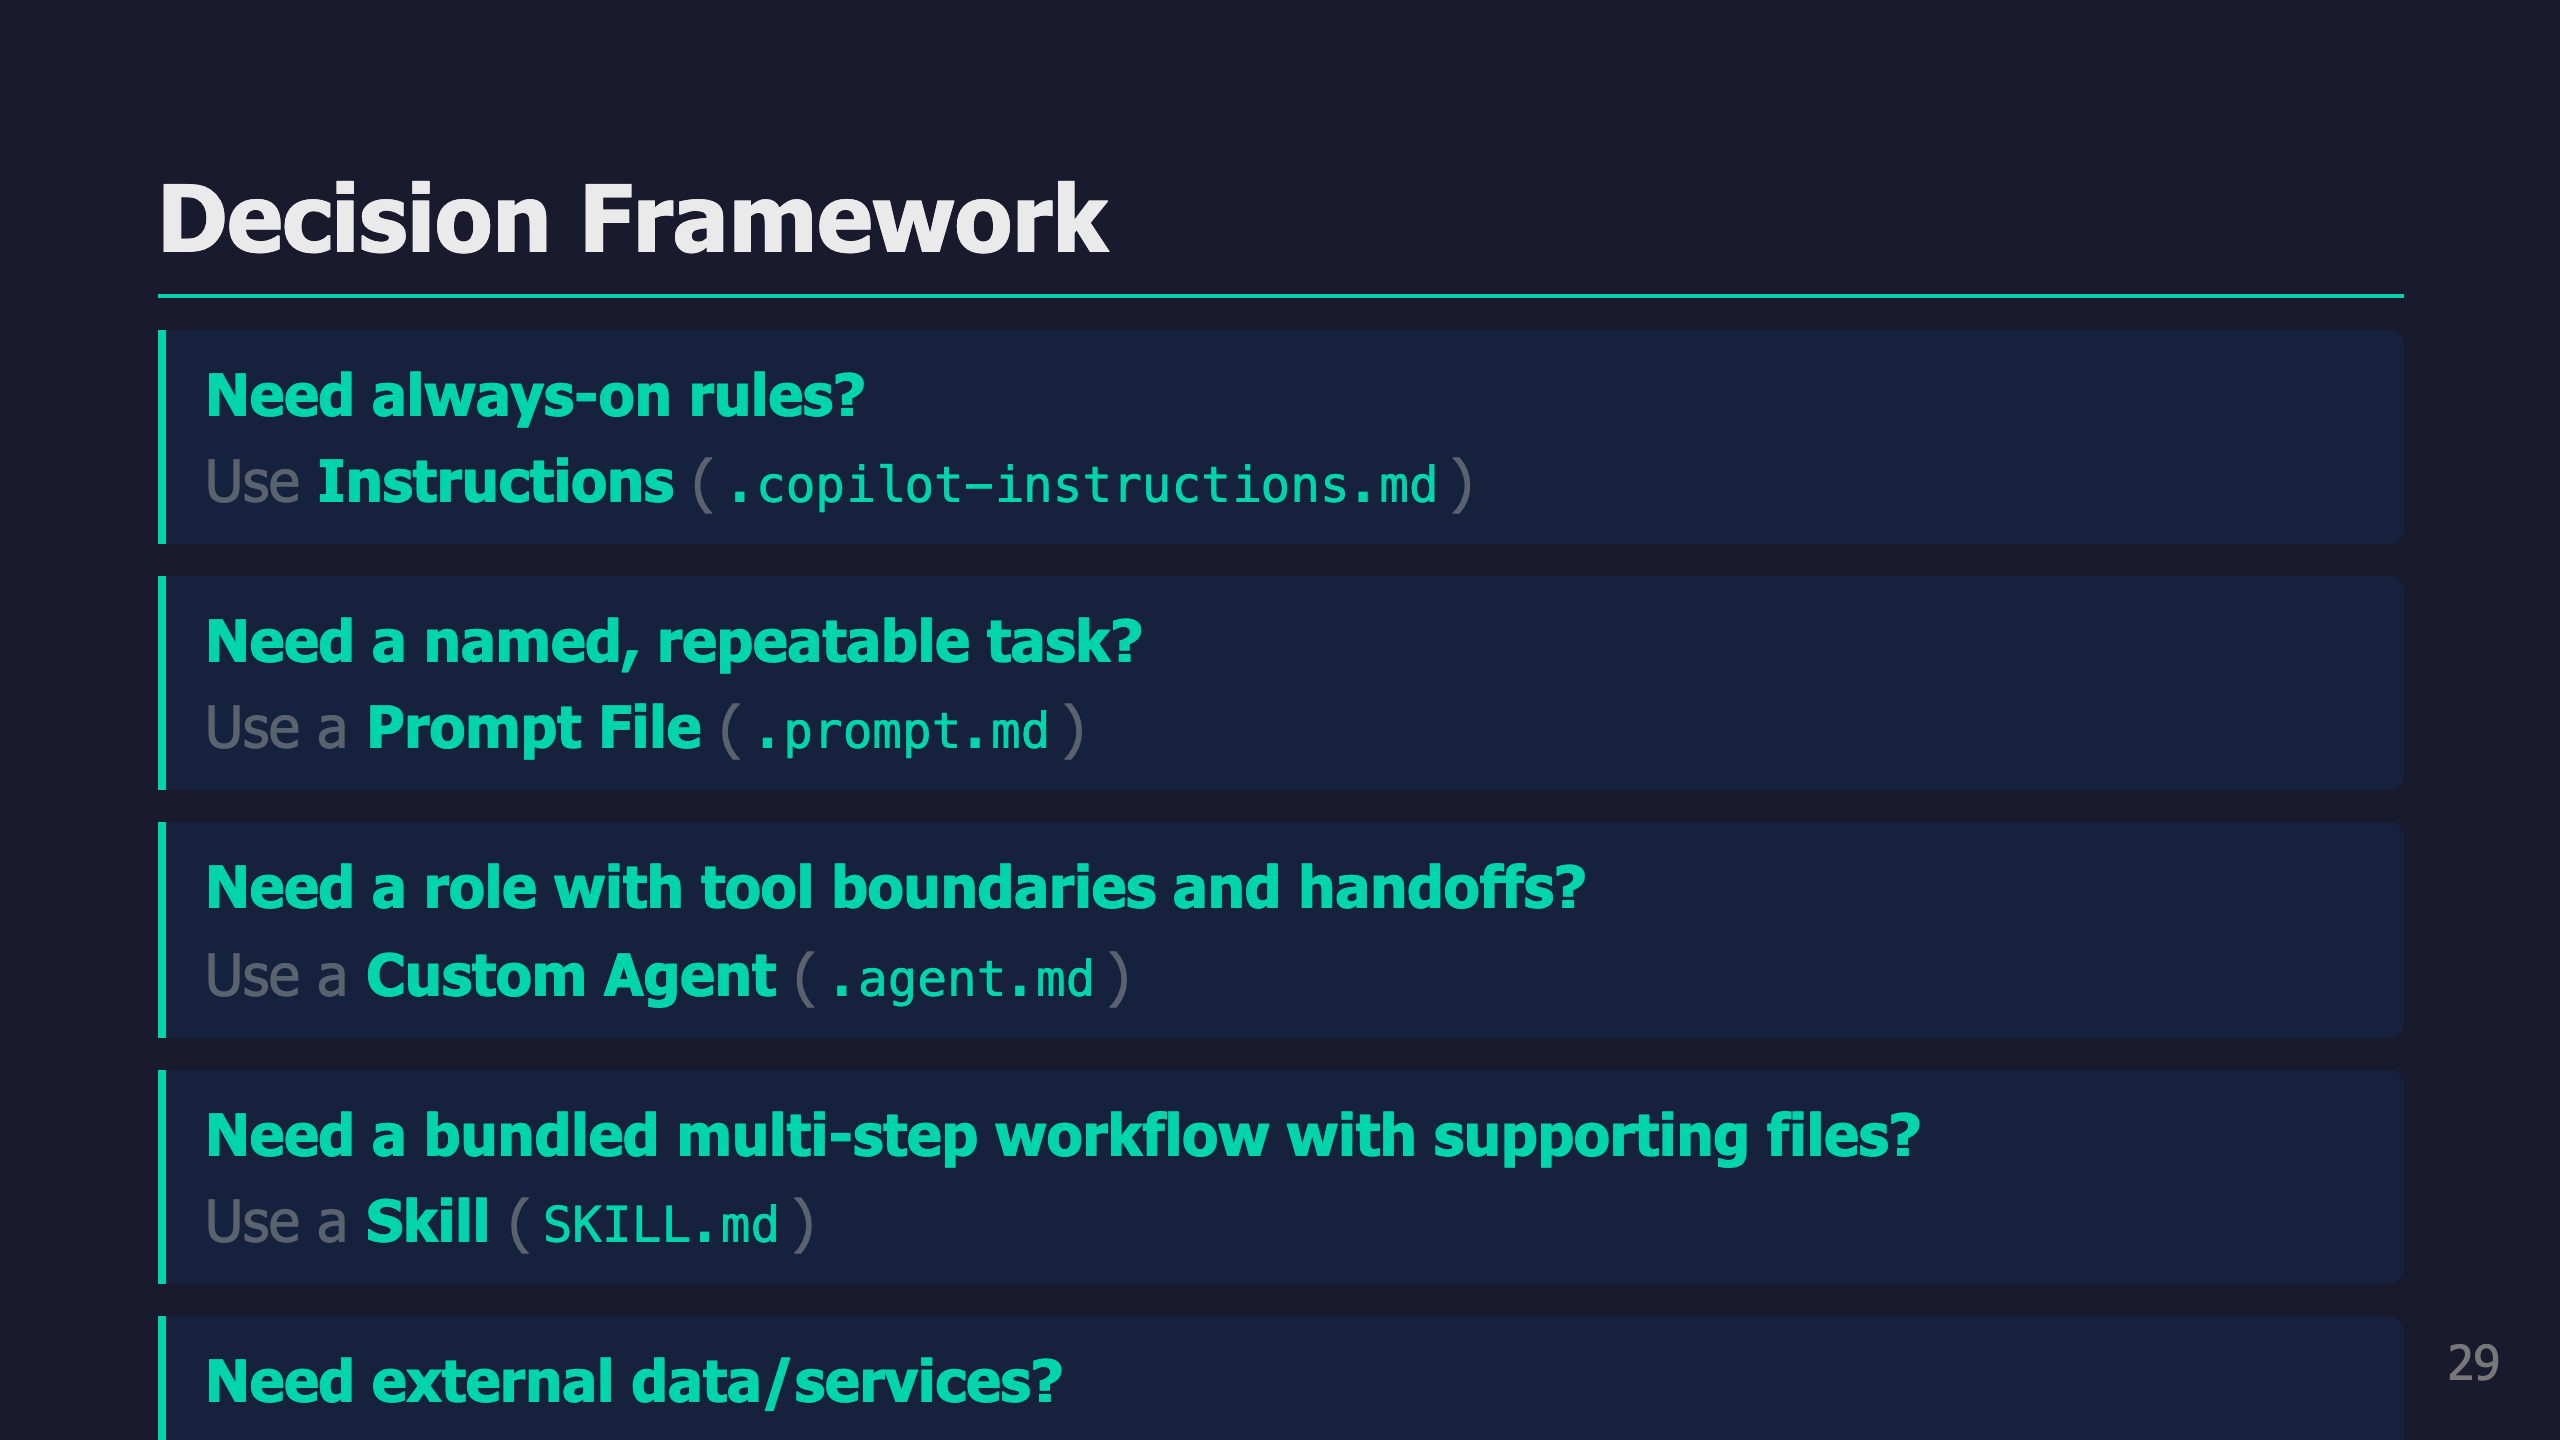 Decision Framework
Need always-on rules?
Use Instructions (.copilot-instructions.md)
Need a named, repeatable task?
Use a Prompt File (.prompt.md)
Need a role with tool boundaries and handoffs?
Use a Custom Agent (.agent.md)
Need a bundled multi-step workflow with supporting files?
Use a Skill (SKILL.md)
Need external data/services?
29